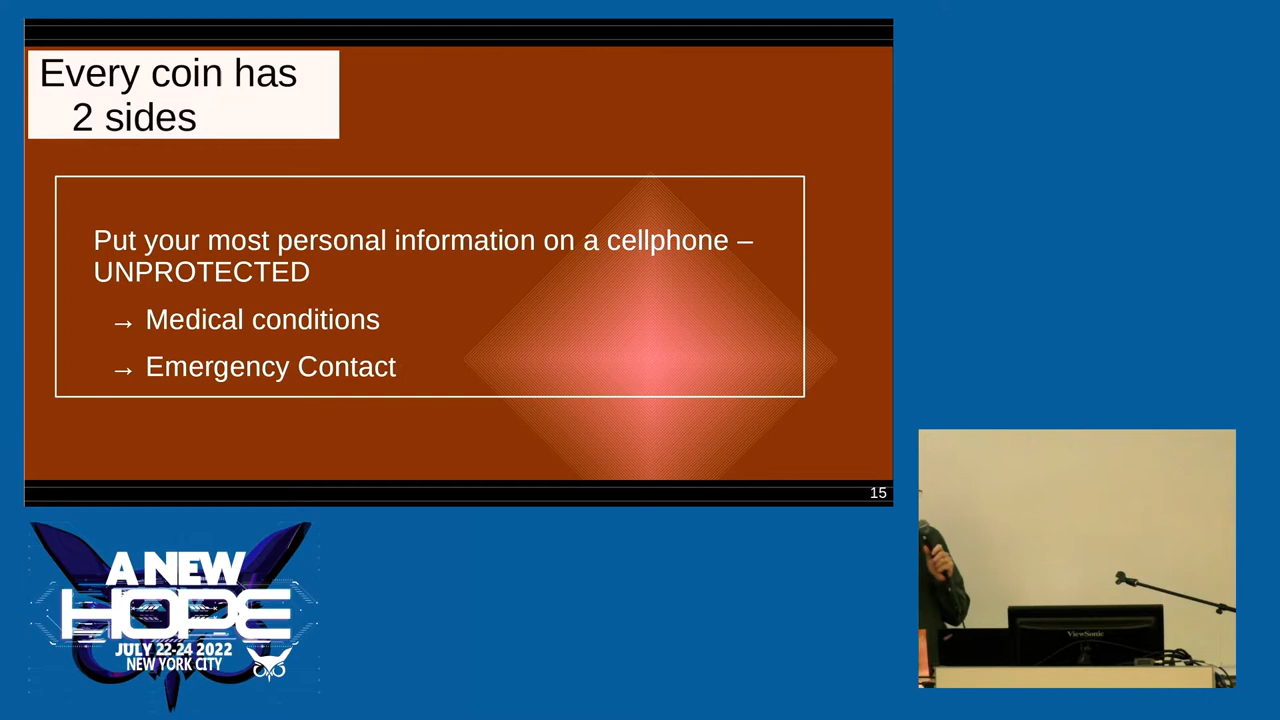 Every coin has
2 sides
Put your most personal information on a cellphone –
UNPROTECTED
→ Medical conditions
→ Emergency Contact
15
A NEW
HOPE
JULY 22-24 2022
NEW YORK CITY
ViewSonic